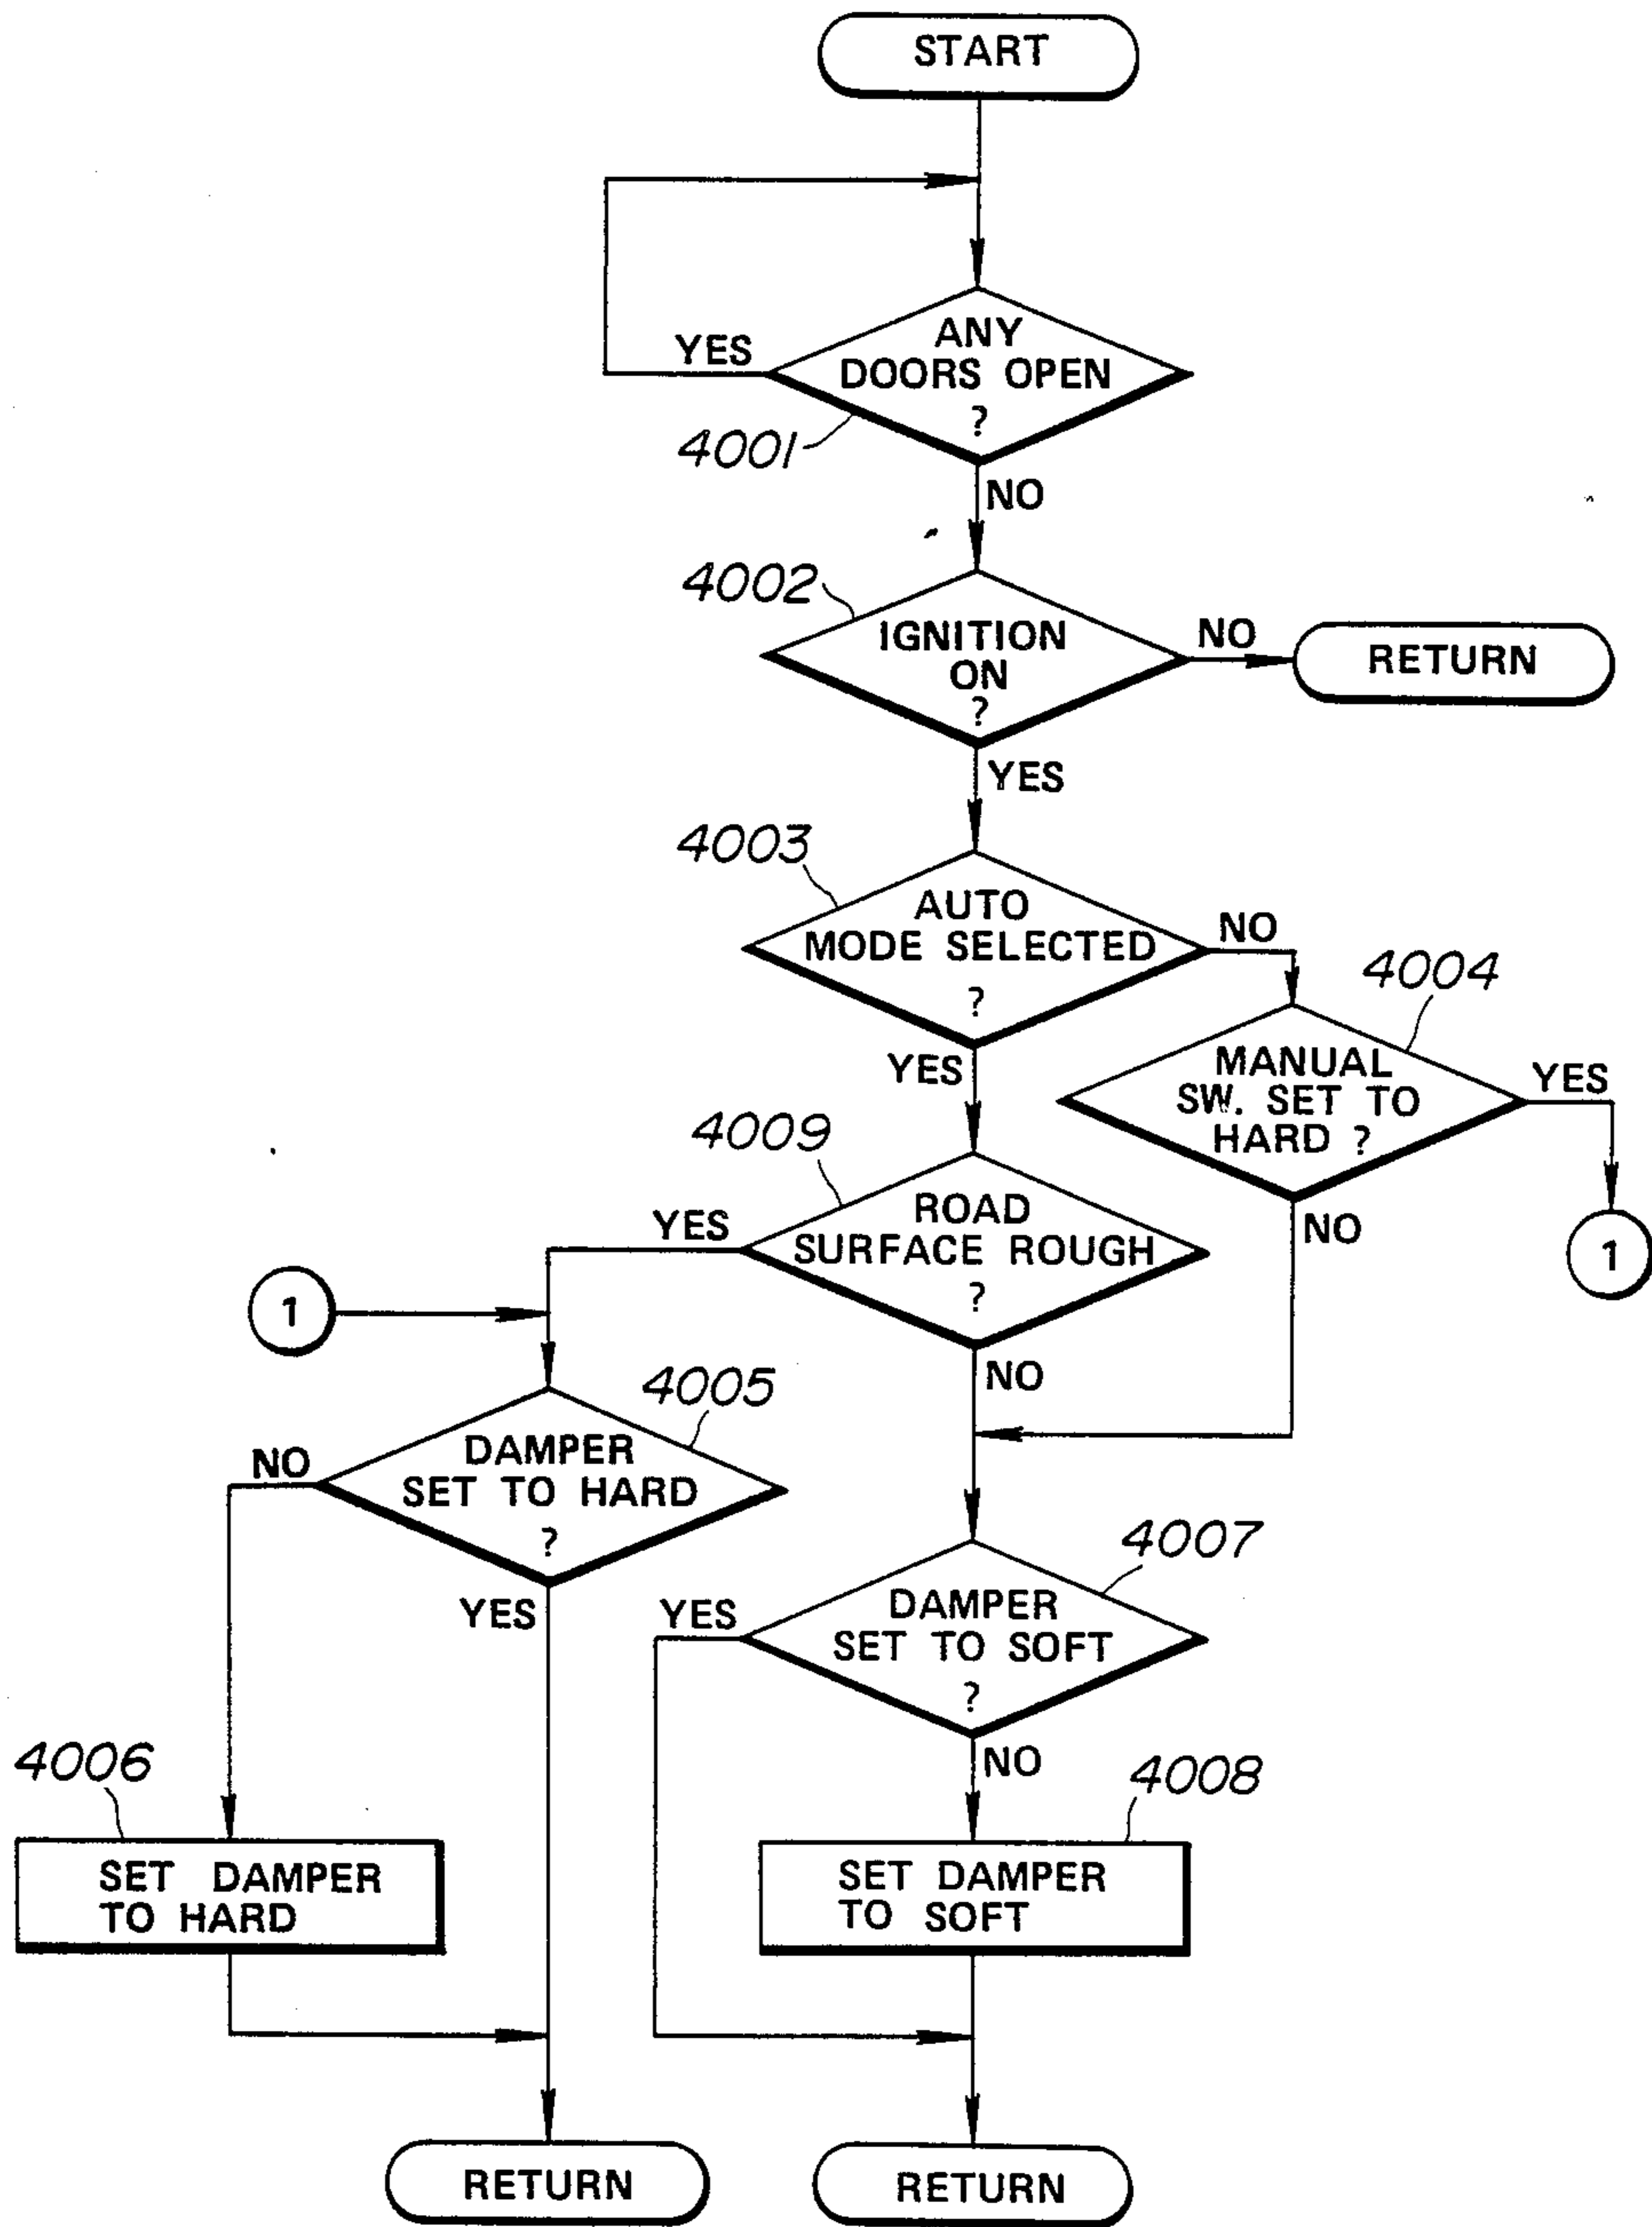 START
ANY
DOORS OPEN
?
YES
4001
NO
4002
IGNITION
ON
?
NO
RETURN
YES
4003
AUTO
MODE SELECTED
?
NO
4004
YES
MANUAL
SW. SET TO
HARD ?
YES
1
NO
4009
ROAD
SURFACE ROUGH
?
YES
1
NO
4005
DAMPER
SET TO HARD
?
NO
YES
4007
DAMPER
SET TO SOFT
?
YES
NO
4006
SET DAMPER
TO HARD
4008
SET DAMPER
TO SOFT
RETURN
RETURN